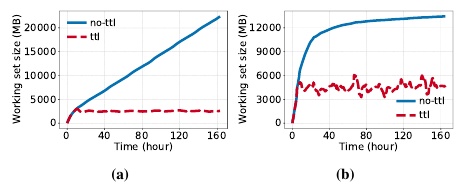 Working set size (MB)
20000
15000
10000
5000
0
no-ttl
ttl
0 40 80 120 160
Time (hour)
(a)
Working set size (MB)
12000
9000
6000
3000
0
no-ttl
ttl
0 40 80 120 160
Time (hour)
(b)